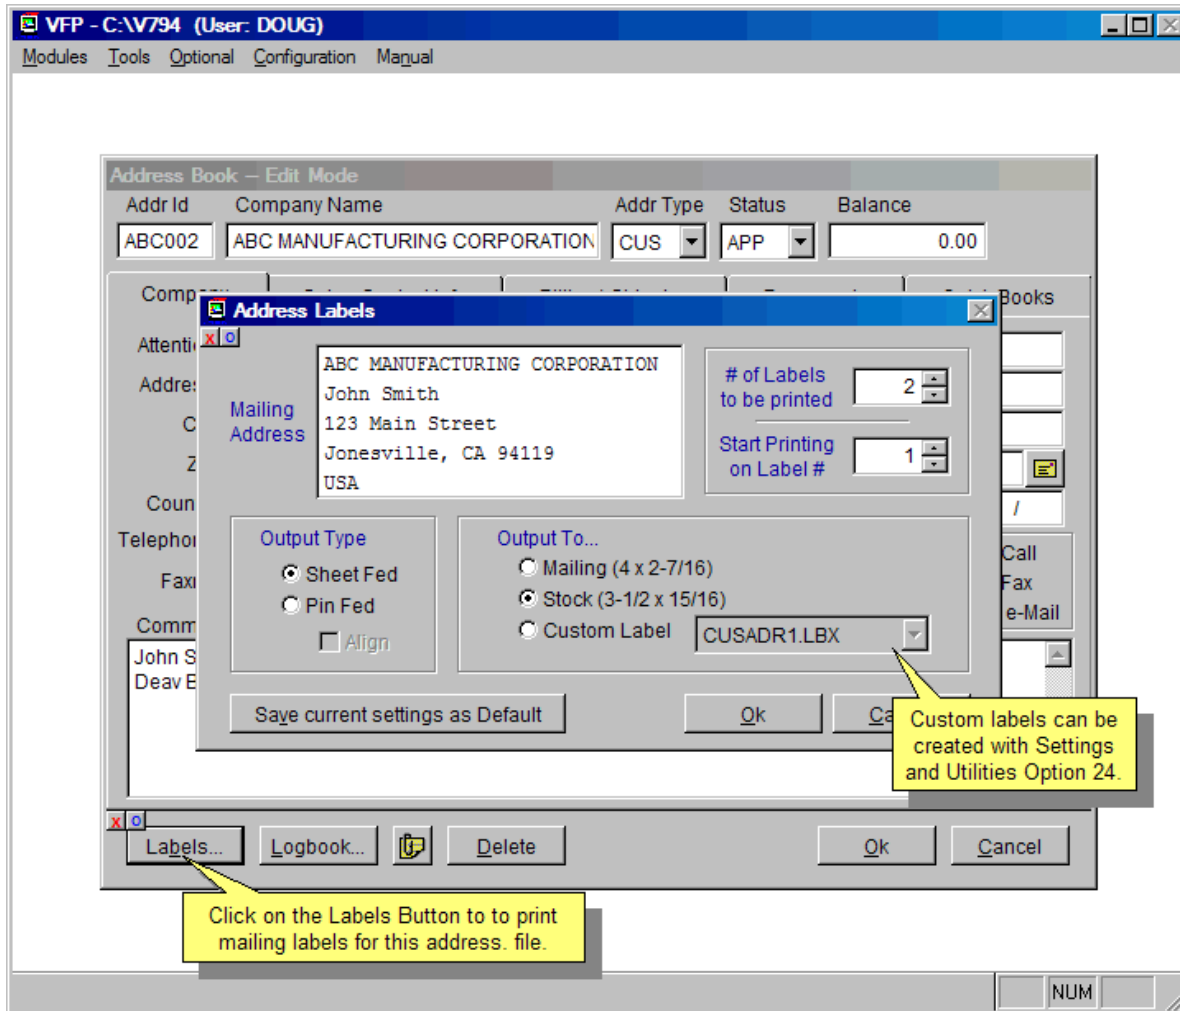 VFP - C:\V794 (User: DOUG)
Modules Tools Optional Configuration Manual
Address Book – Edit Mode
Addr Id Company Name Addr Type Status Balance
ABC002 ABC MANUFACTURING CORPORATION CUS APP 0.00
Books
Address Labels
X O
Mailing
Address
ABC MANUFACTURING CORPORATION
John Smith
123 Main Street
Jonesville, CA 94119
USA
# of Labels
to be printed
2
Start Printing
on Label #
1
/
Output Type
Sheet Fed
Pin Fed
Align
Output To...
Mailing (4 x 2-7/16)
Stock (3-1/2 x 15/16)
Custom Label CUSADR1.LBX
Call
Fax
e-Mail
John S
Save current settings as Default Ok
Custom labels can be
created with Settings
and Utilities Option 24.
X O
Labels... Logbook... Delete Ok Cancel
Click on the Labels Button to to print
mailing labels for this address. file.
NUM